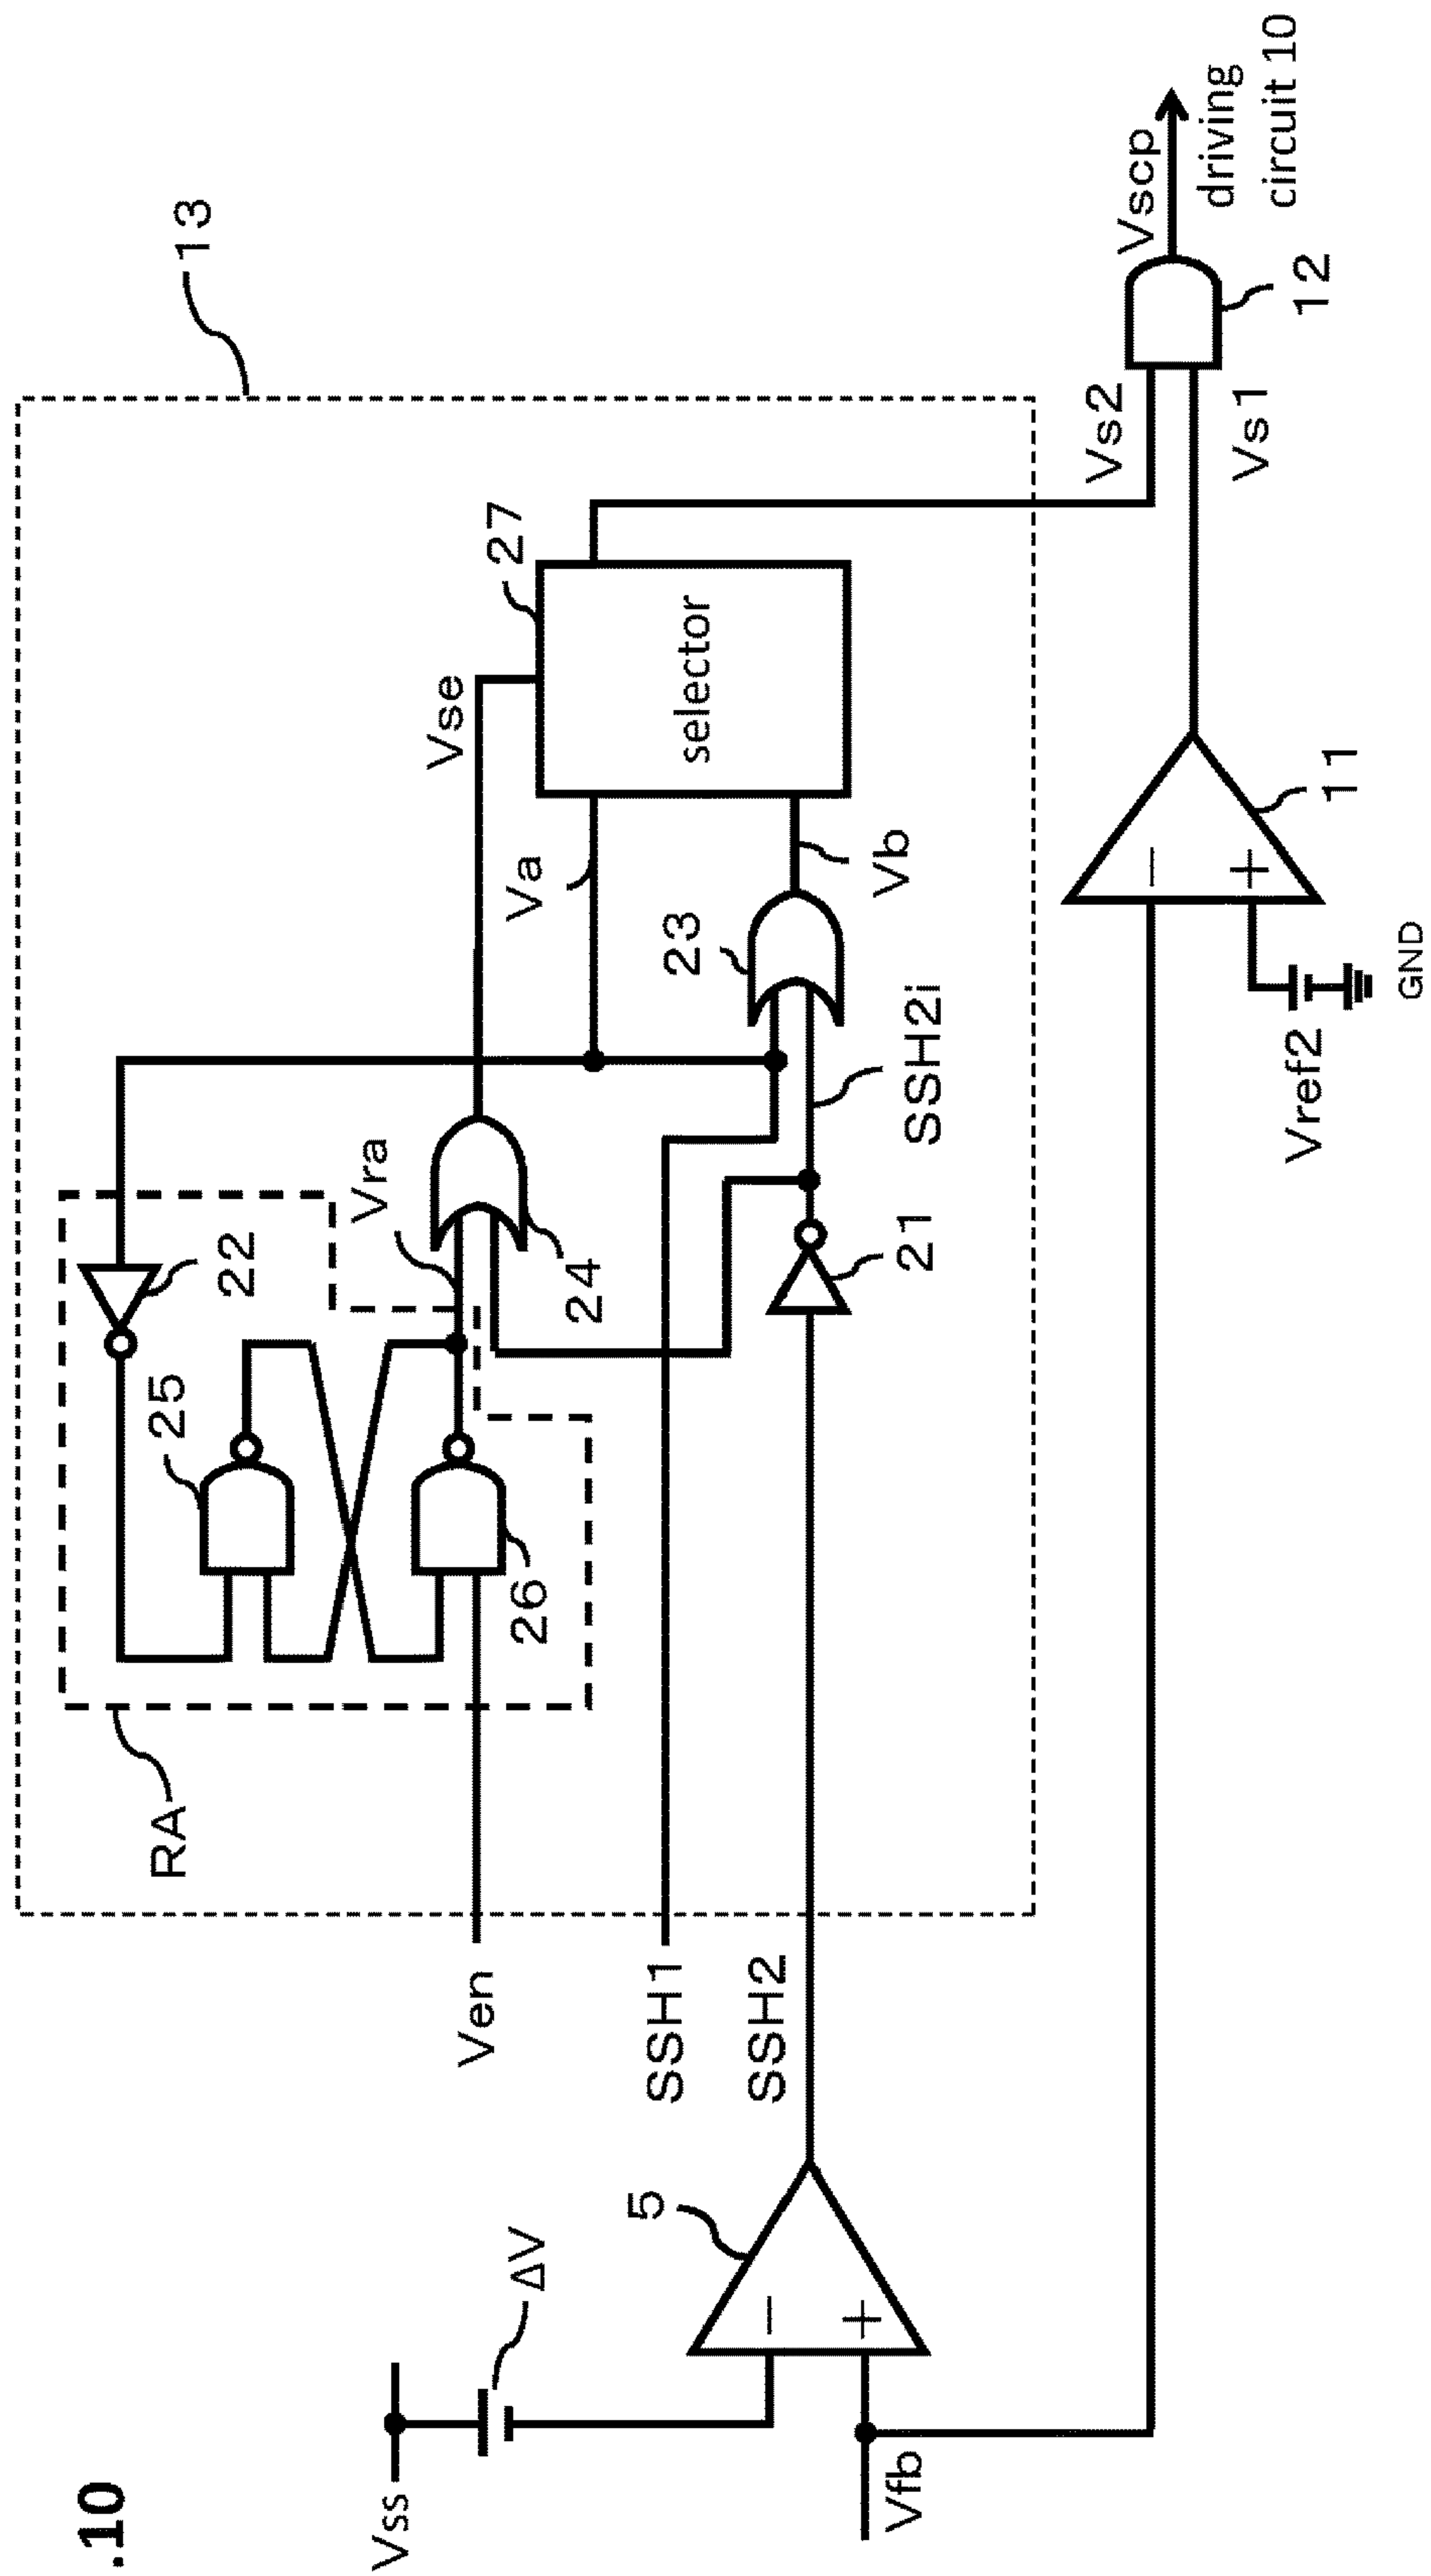 .10
Vss
ΔV
Vfb
5
Ven
SSH1
SSH2
RA
25
26
22
Vra
24
21
SSH2i
23
Va
Vb
Vse
27
selector
13
Vref2
GND
11
Vs2
Vs1
12
Vscp
driving
circuit 10
−
+
−
+